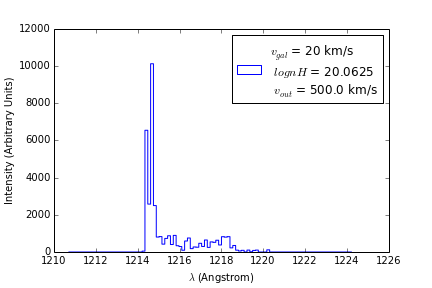 12000
10000
8000
6000
4000
2000
0
Intensity (Arbitrary Units)
v_gal = 20 km/s
lognH = 20.0625
v_out = 500.0 km/s
1210 1212 1214 1216 1218 1220 1222 1224 1226
λ (Angstrom)